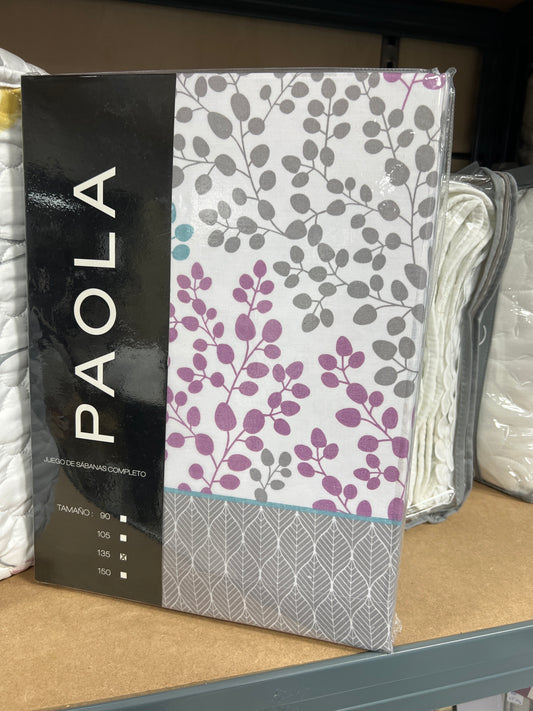 PAOLA
JUEGO DE SÁBANAS COMPLETO
TAMAÑO : 90
105
135
150